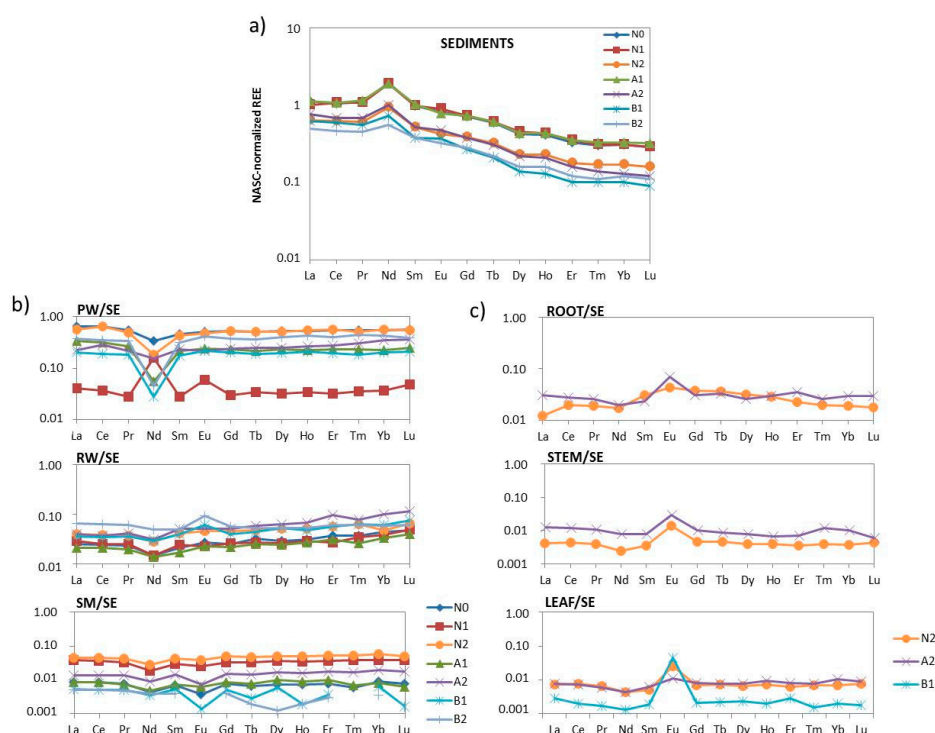 a)
SEDIMENTS
NASC-normalized REE
10
1
0.1
0.01
La Ce Pr Nd Sm Eu Gd Tb Dy Ho Er Tm Yb Lu
N0
N1
N2
A1
A2
B1
B2
b)
PW/SE
1.00
0.10
0.01
La Ce Pr Nd Sm Eu Gd Tb Dy Ho Er Tm Yb Lu
RW/SE
1.00
0.10
0.01
La Ce Pr Nd Sm Eu Gd Tb Dy Ho Er Tm Yb Lu
SM/SE
1.00
0.10
0.01
0.001
La Ce Pr Nd Sm Eu Gd Tb Dy Ho Er Tm Yb Lu
N0
N1
N2
A1
A2
B1
B2
c)
ROOT/SE
1.00
0.10
0.01
La Ce Pr Nd Sm Eu Gd Tb Dy Ho Er Tm Yb Lu
STEM/SE
1.00
0.10
0.01
0.001
La Ce Pr Nd Sm Eu Gd Tb Dy Ho Er Tm Yb Lu
LEAF/SE
1.00
0.10
0.01
0.001
La Ce Pr Nd Sm Eu Gd Tb Dy Ho Er Tm Yb Lu
N2
A2
B1